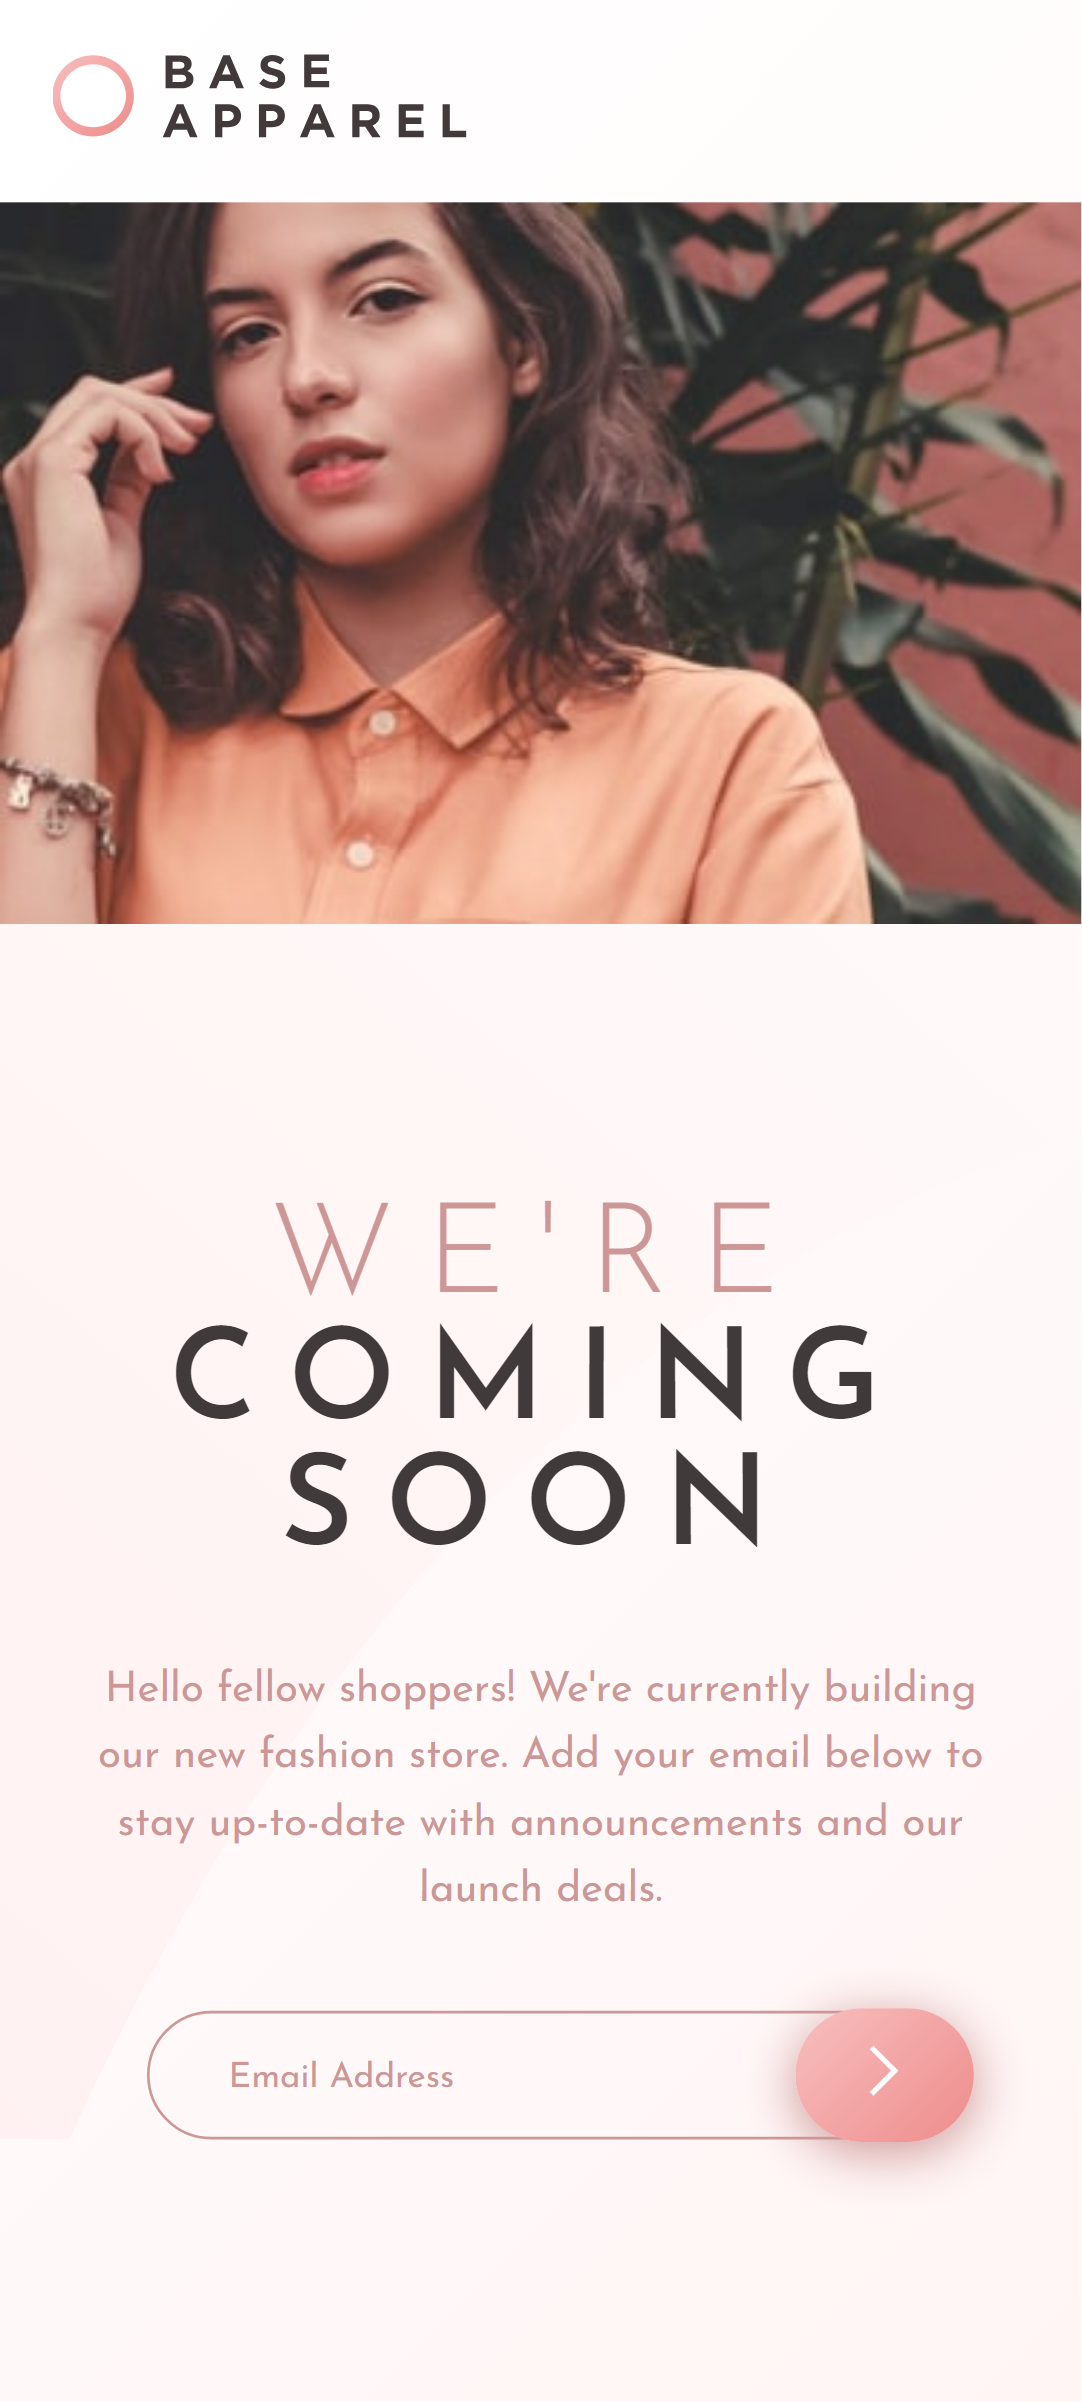 BASE
APPAREL
WE'RE
COMING
SOON
Hello fellow shoppers! We're currently building
our new fashion store. Add your email below to
stay up-to-date with announcements and our
launch deals.
Email Address